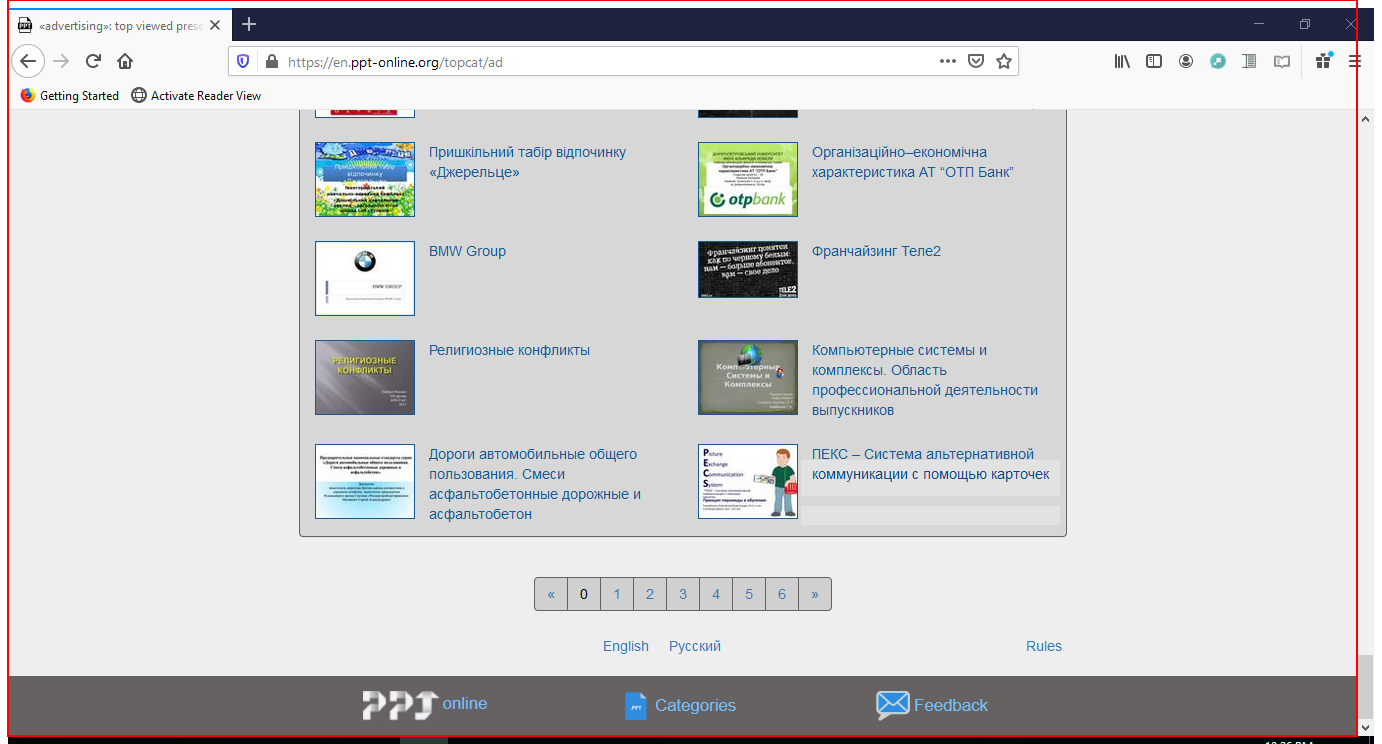 «advertising»: top viewed prese
https://en.ppt-online.org/topcat/ad
Getting Started
Activate Reader View
Пришкільний табір відпочинку
«Джерельце»
Організаційно–економічна
характеристика АТ “ОТП Банк”
otpbank
BMW Group
BMW GROUP
Франчайзинг Теле2
Франчайзинг понятен
как по черному белым:
нам — больше абонентов,
вам — свое дело
TELE2
Религиозные конфликты
РЕЛИГИОЗНЫЕ
КОНФЛИКТЫ
Компьютерные системы и
комплексы. Область
профессиональной деятельности
выпускников
Компьютерные
Системы и
Комплексы
Дороги автомобильные общего
пользования. Смеси
асфальтобетонные дорожные и
асфальтобетон
ПЕКС – Система альтернативной
коммуникации с помощью карточек
Picture
Exchange
Communication
System
« 0 1 2 3 4 5 6 »
English Русский Rules
PPT online Categories Feedback